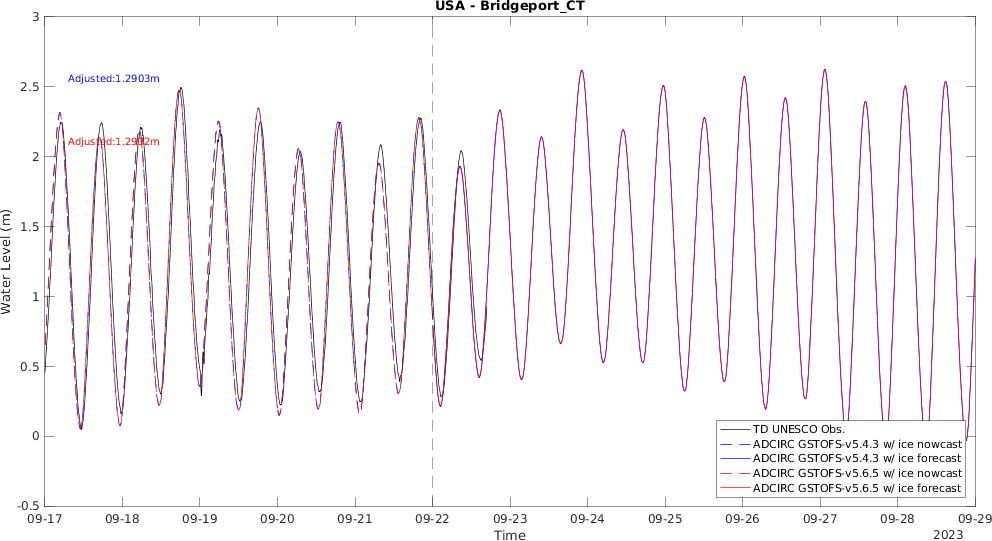 USA - Bridgeport_CT
3
2.5
2
1.5
1
0.5
0
-0.5
Water Level (m)
Adjusted:1.2903m
Adjusted:1.2902m
TD UNESCO Obs.
ADCIRC GSTOFS-v5.4.3 w/ ice nowcast
ADCIRC GSTOFS-v5.4.3 w/ ice forecast
ADCIRC GSTOFS-v5.6.5 w/ ice nowcast
ADCIRC GSTOFS-v5.6.5 w/ ice forecast
09-17 09-18 09-19 09-20 09-21 09-22 09-23 09-24 09-25 09-26 09-27 09-28 09-29
Time
2023